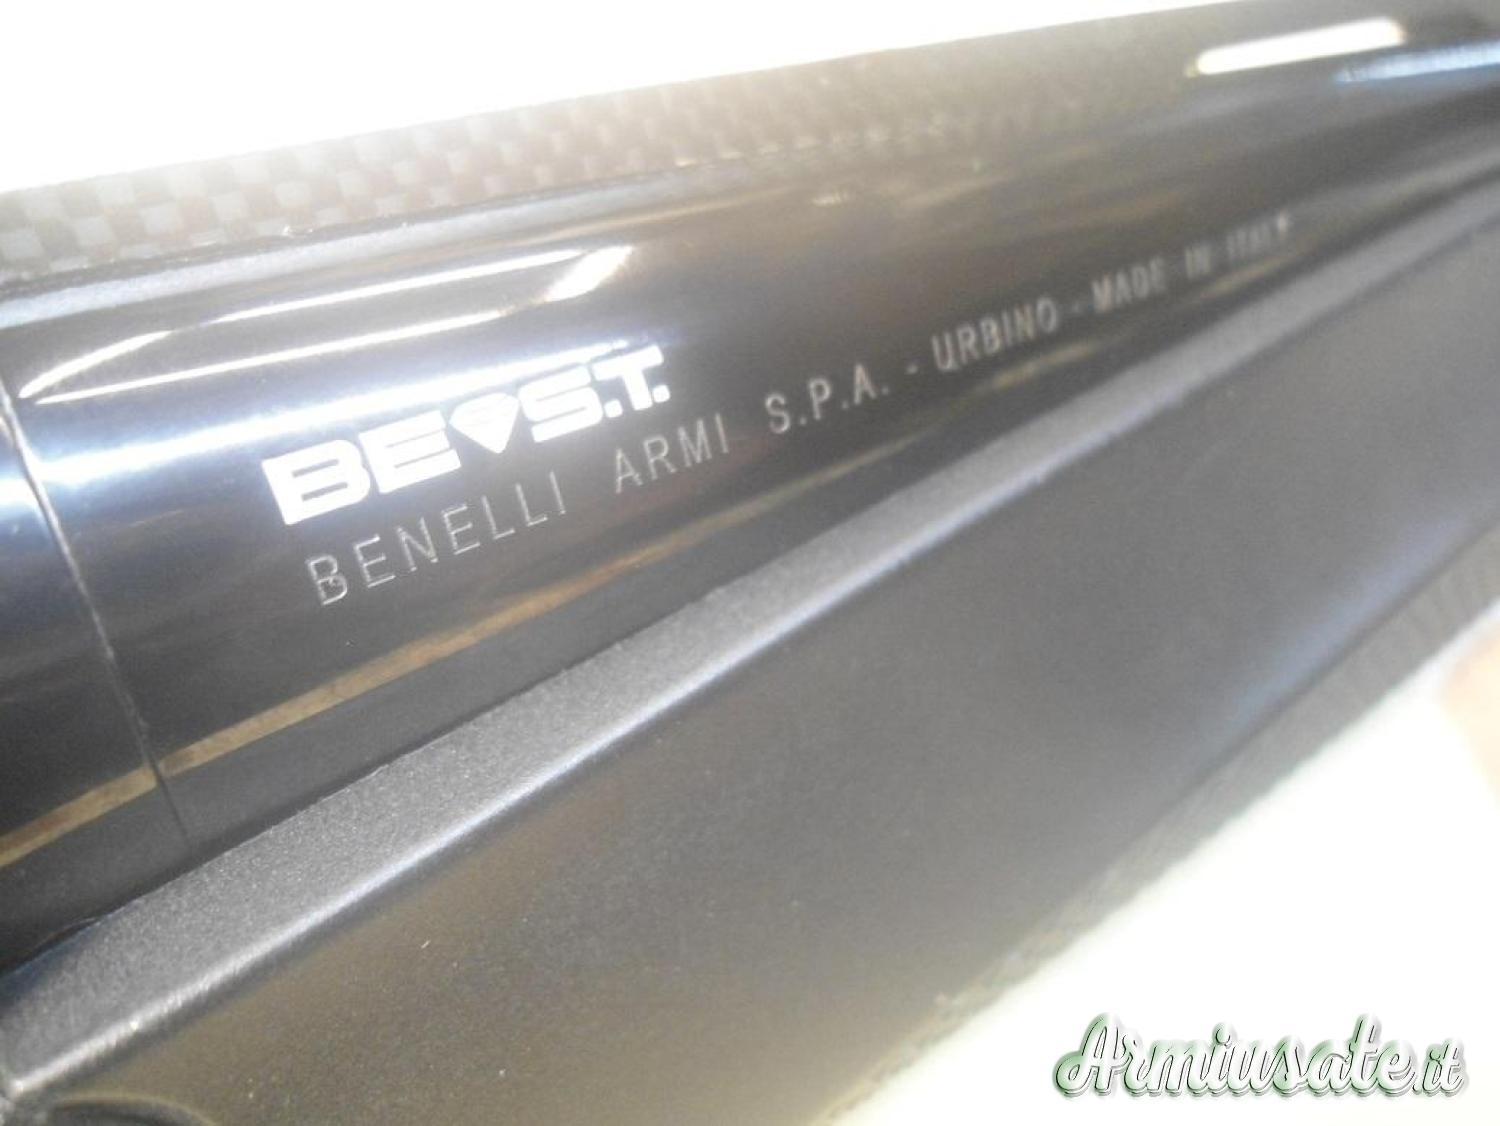 BE S.T.
BENELLI ARMI S.P.A. - URBINO - MADE IN ITALY
Armiusate.it